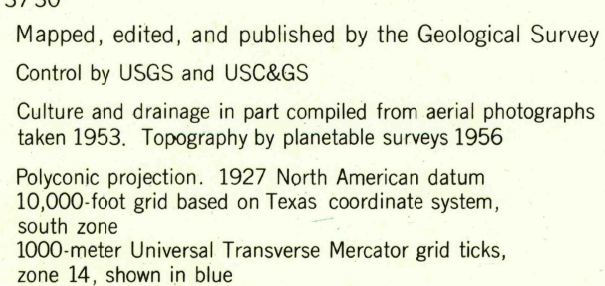 Mapped, edited, and published by the Geological Survey
Control by USGS and USC&GS
Culture and drainage in part compiled from aerial photographs
taken 1953. Topography by planetable surveys 1956
Polyconic projection. 1927 North American datum
10,000-foot grid based on Texas coordinate system,
south zone
1000-meter Universal Transverse Mercator grid ticks,
zone 14, shown in blue